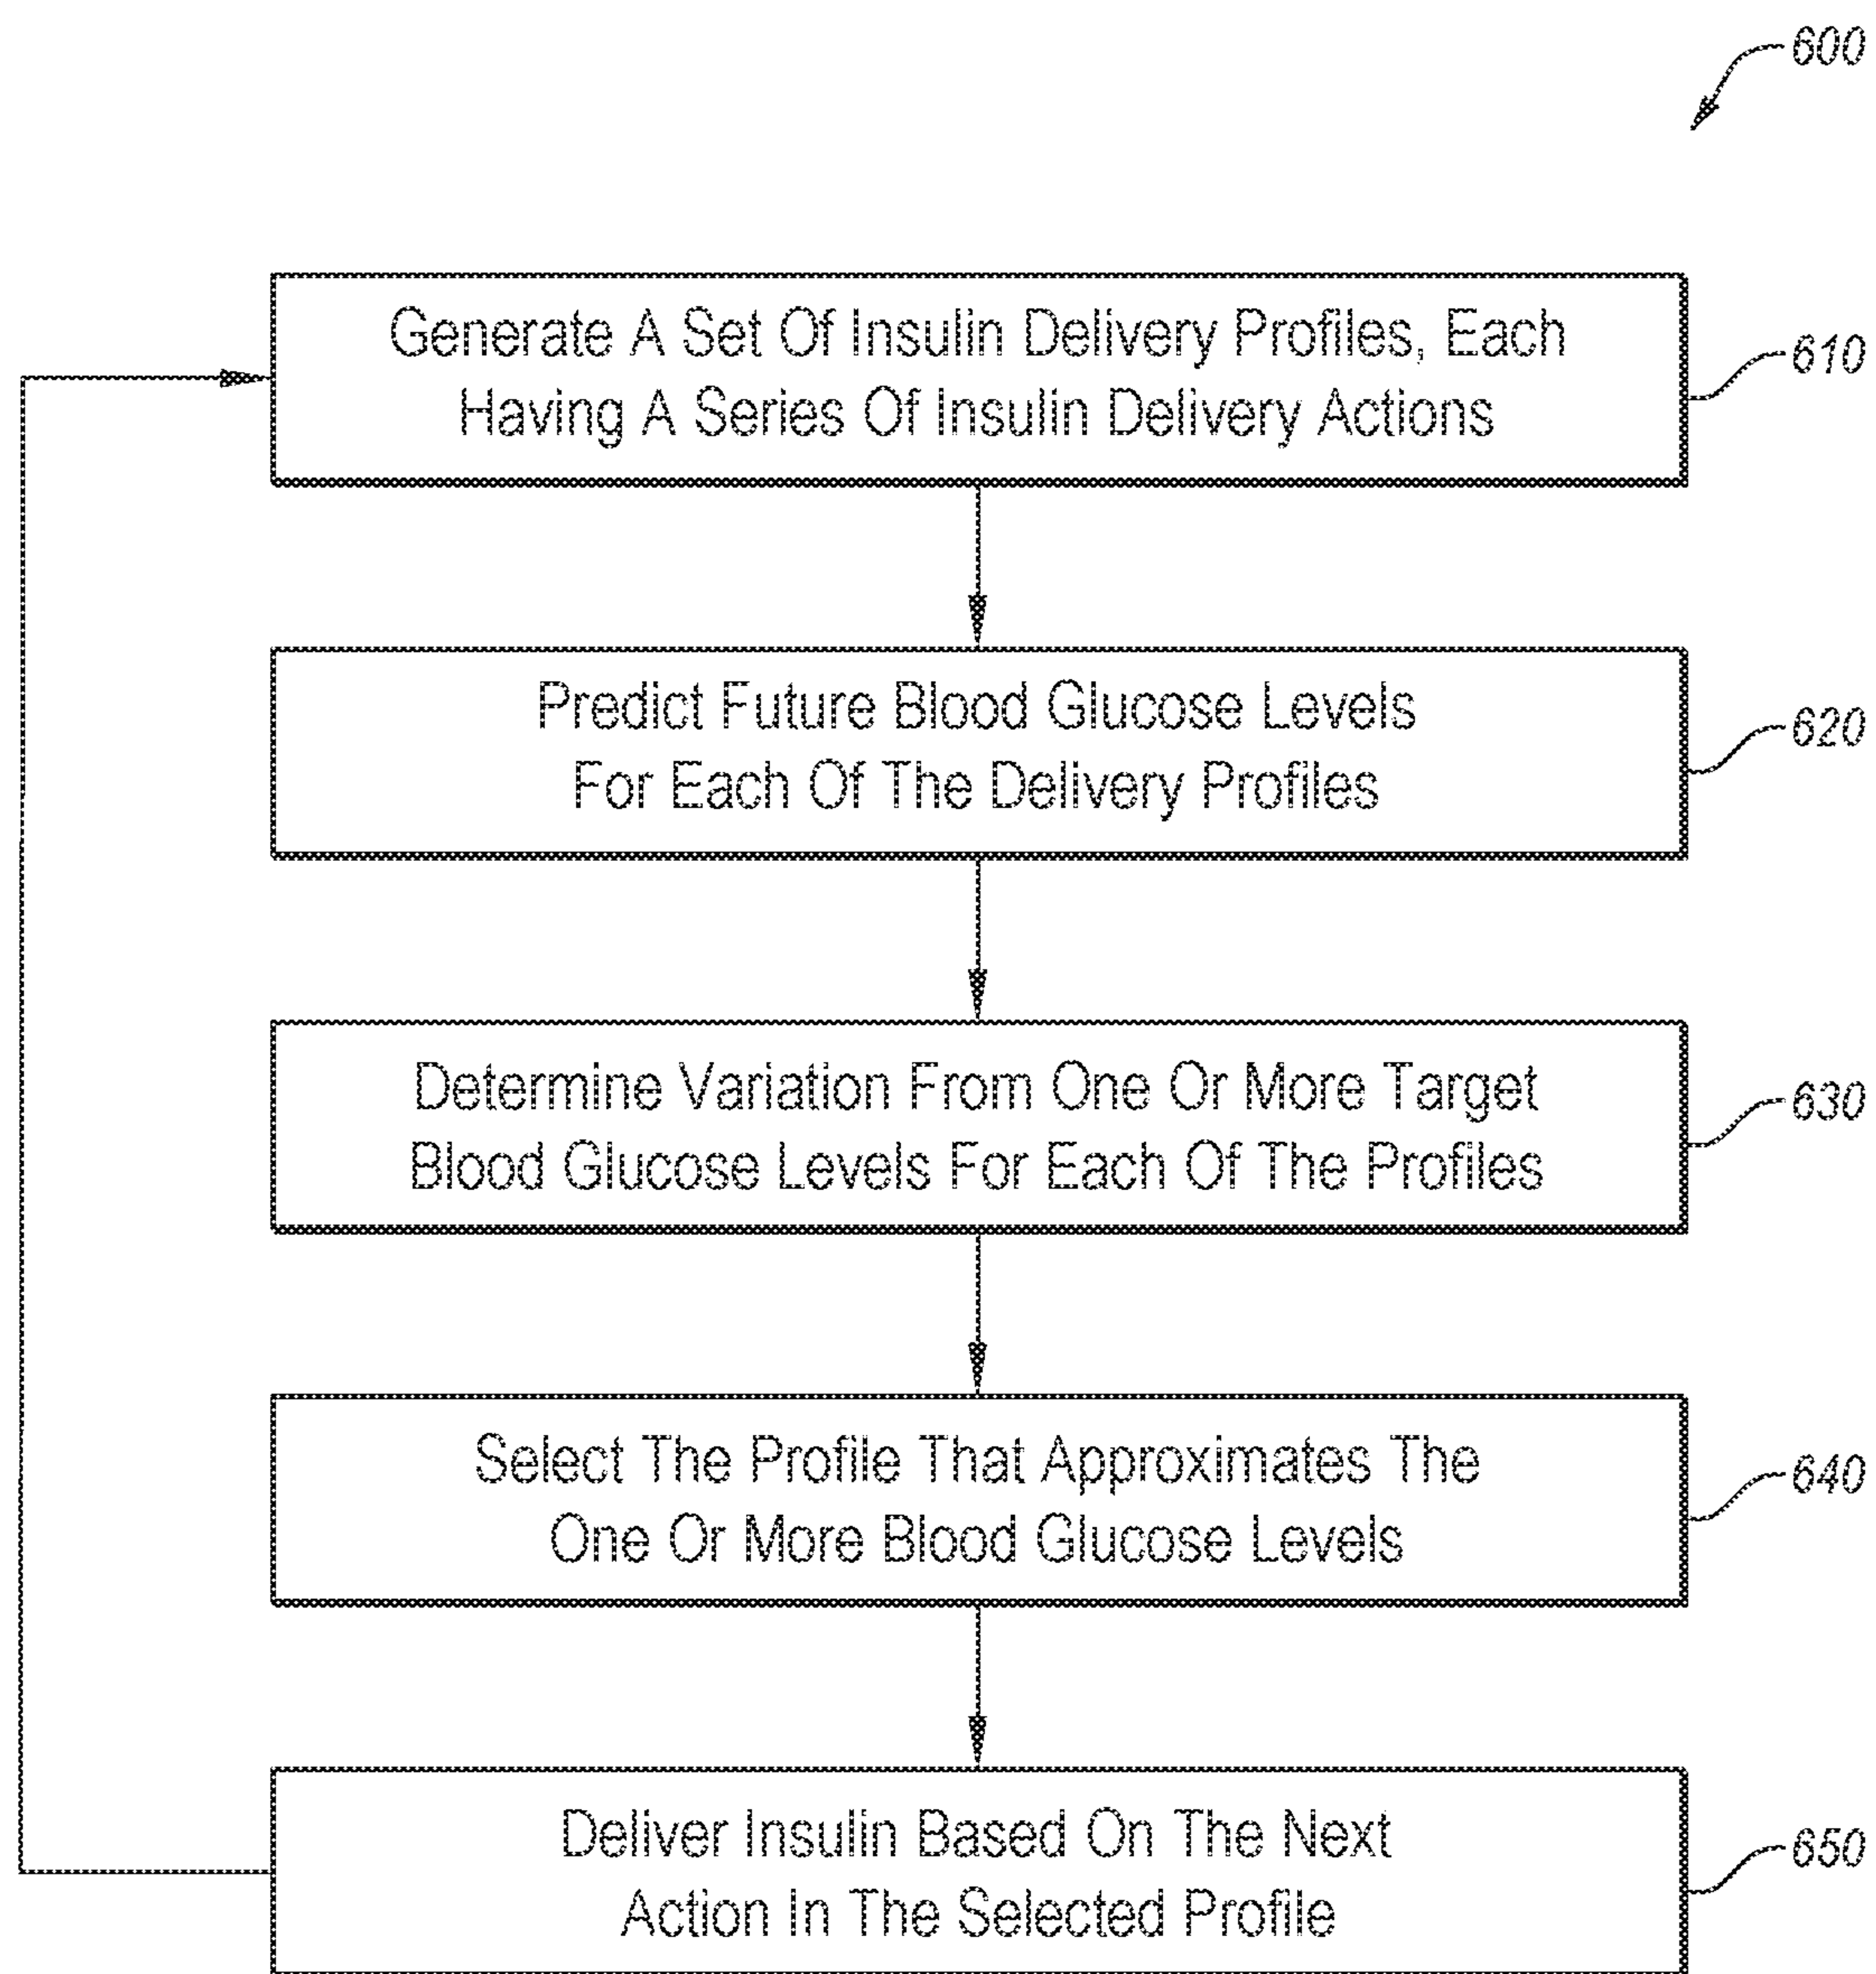 600
Generate A Set Of Insulin Delivery Profiles, Each
Having A Series Of Insulin Delivery Actions
610
Predict Future Blood Glucose Levels
For Each Of The Delivery Profiles
620
Determine Variation From One Or More Target
Blood Glucose Levels For Each Of The Profiles
630
Select The Profile That Approximates The
One Or More Blood Glucose Levels
640
Deliver Insulin Based On The Next
Action In The Selected Profile
650